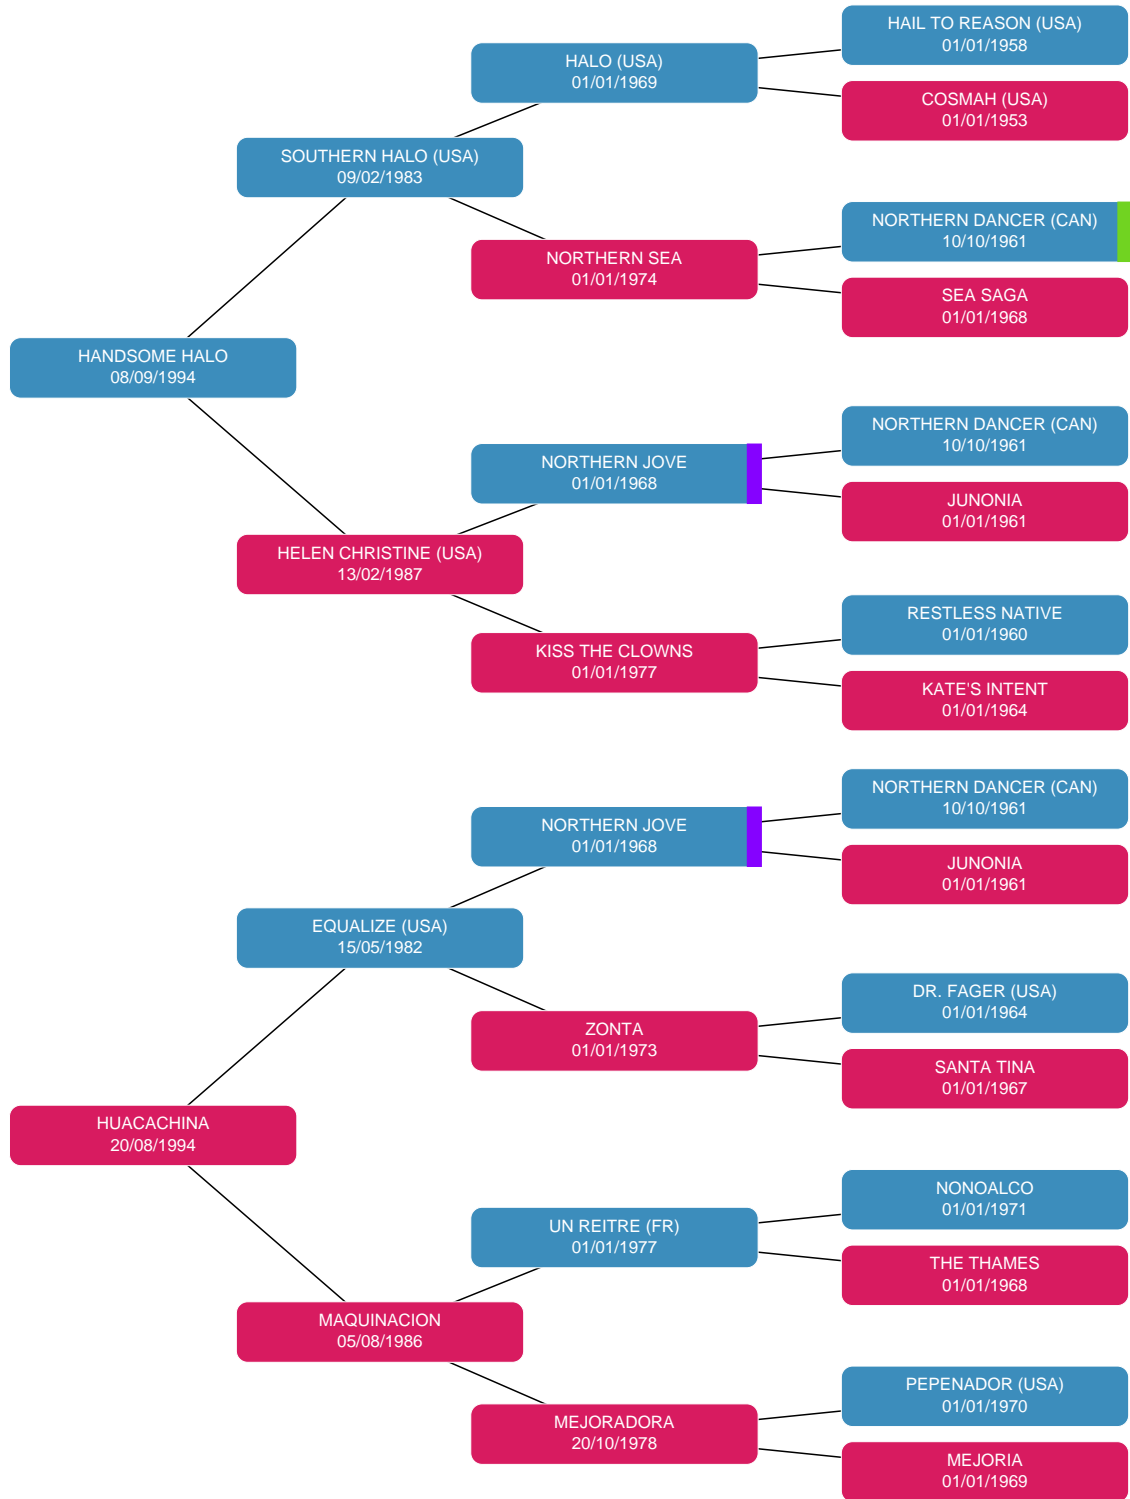 HAIL TO REASON (USA)
01/01/1958
HALO (USA)
01/01/1969
COSMAH (USA)
01/01/1953
SOUTHERN HALO (USA)
09/02/1983
NORTHERN DANCER (CAN)
10/10/1961
NORTHERN SEA
01/01/1974
SEA SAGA
01/01/1968
HANDSOME HALO
08/09/1994
NORTHERN DANCER (CAN)
10/10/1961
NORTHERN JOVE
01/01/1968
JUNONIA
01/01/1961
HELEN CHRISTINE (USA)
13/02/1987
RESTLESS NATIVE
01/01/1960
KISS THE CLOWNS
01/01/1977
KATE'S INTENT
01/01/1964
NORTHERN DANCER (CAN)
10/10/1961
NORTHERN JOVE
01/01/1968
JUNONIA
01/01/1961
EQUALIZE (USA)
15/05/1982
DR. FAGER (USA)
01/01/1964
ZONTA
01/01/1973
SANTA TINA
01/01/1967
HUACACHINA
20/08/1994
NONOALCO
01/01/1971
UN REITRE (FR)
01/01/1977
THE THAMES
01/01/1968
MAQUINACION
05/08/1986
PEPENADOR (USA)
01/01/1970
MEJORADORA
20/10/1978
MEJORIA
01/01/1969